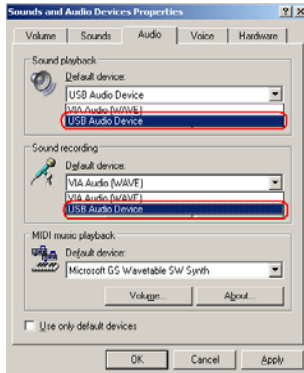 Sounds and Audio Devices Properties
Volume Sounds Audio Voice Hardware
Sound playback
Default device:
USB Audio Device
VIA Audio (WAVE)
USB Audio Device
Sound recording
Default device:
VIA Audio (WAVE)
VIA Audio (WAVE)
USB Audio Device
MIDI music playback
Default device:
Microsoft GS Wavetable SW Synth
Volume... About...
Use only default devices
OK Cancel Apply